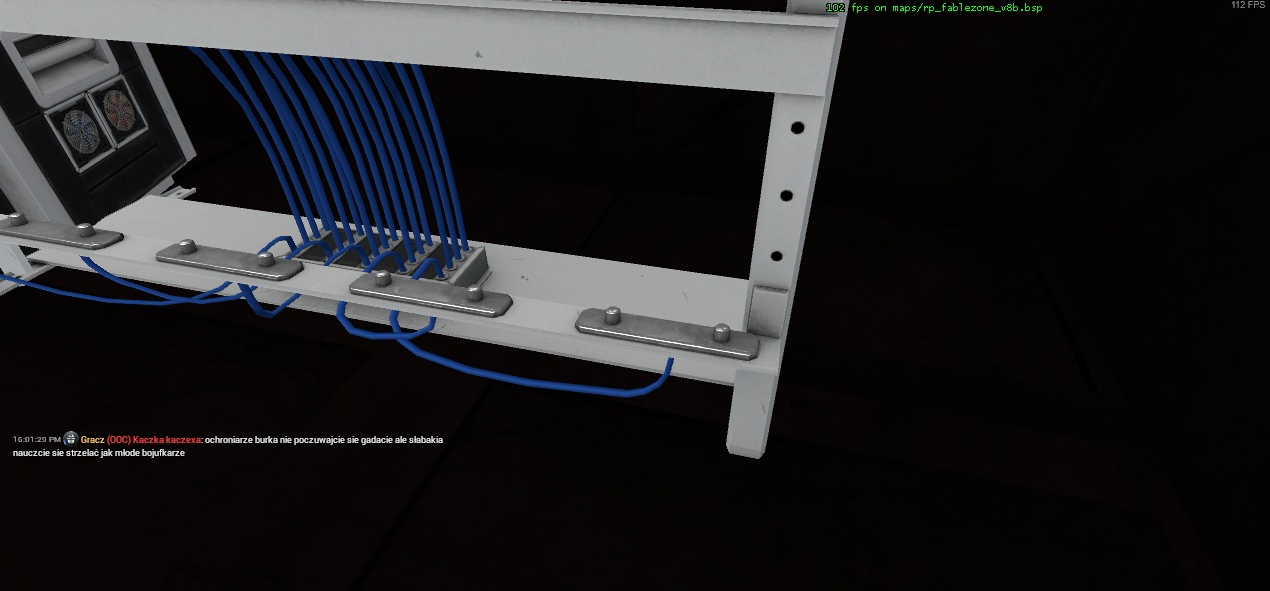 102 fps on maps/rp_fablezone_v8b.bsp
112 FPS
16:01:29 PM Gracz (OOC) Kaczka kaczexa: ochroniarze burka nie poczuwajcie sie gadacie ale słabakia
nauczcie sie strzelać jak młode bojufkarze